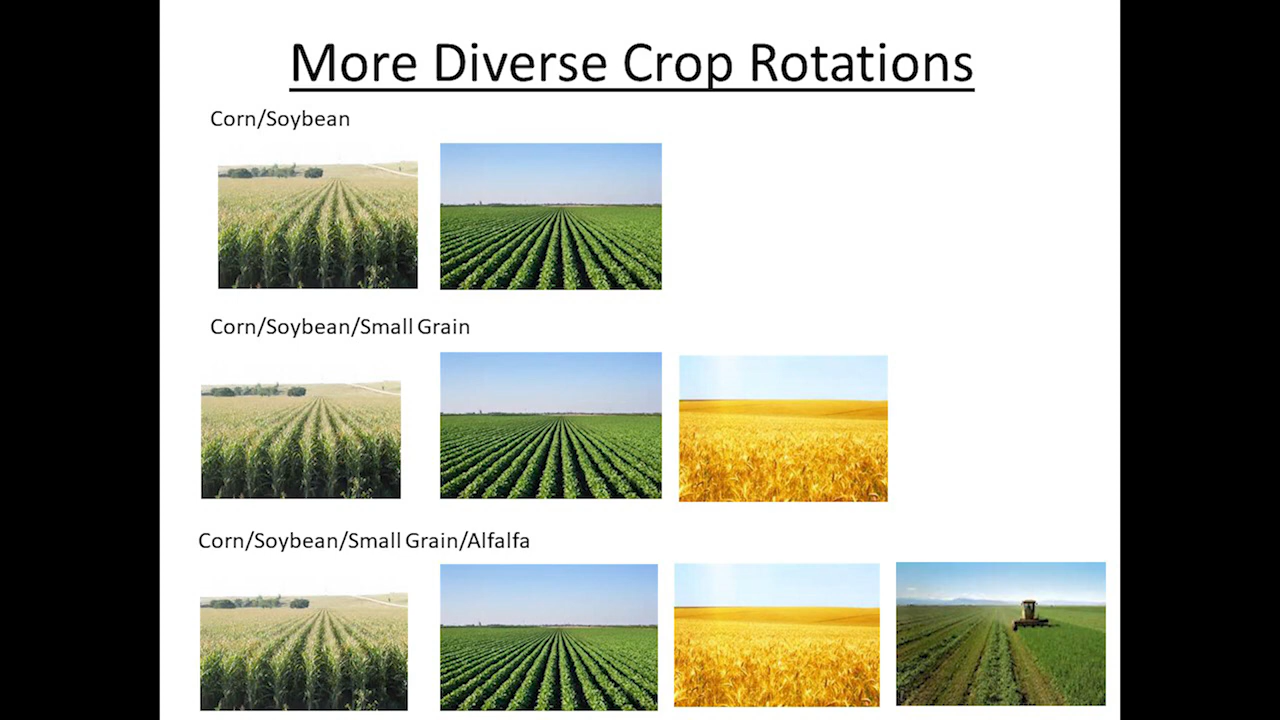 More Diverse Crop Rotations
Corn/Soybean
Corn/Soybean/Small Grain
Corn/Soybean/Small Grain/Alfalfa